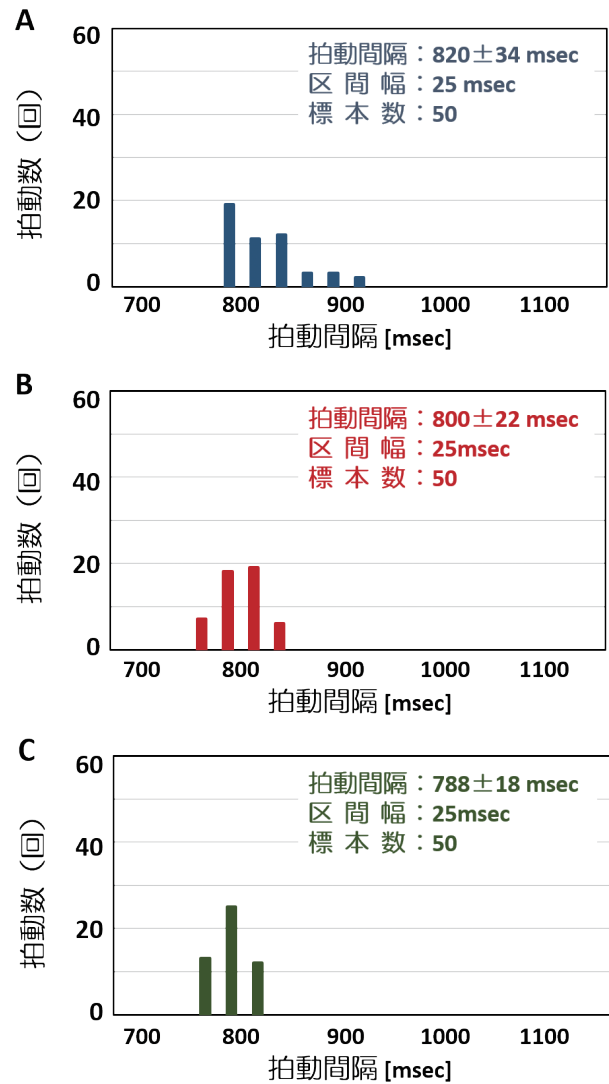 A
60
40
20
0
拍動数（回）
拍動間隔：820±34 msec
区 間 幅：25 msec
標 本 数：50
700 800 900 1000 1100
拍動間隔 [msec]
B
60
40
20
0
拍動数（回）
拍動間隔：800±22 msec
区 間 幅：25msec
標 本 数：50
700 800 900 1000 1100
拍動間隔 [msec]
C
60
40
20
0
拍動数（回）
拍動間隔：788±18 msec
区 間 幅：25msec
標 本 数：50
700 800 900 1000 1100
拍動間隔 [msec]